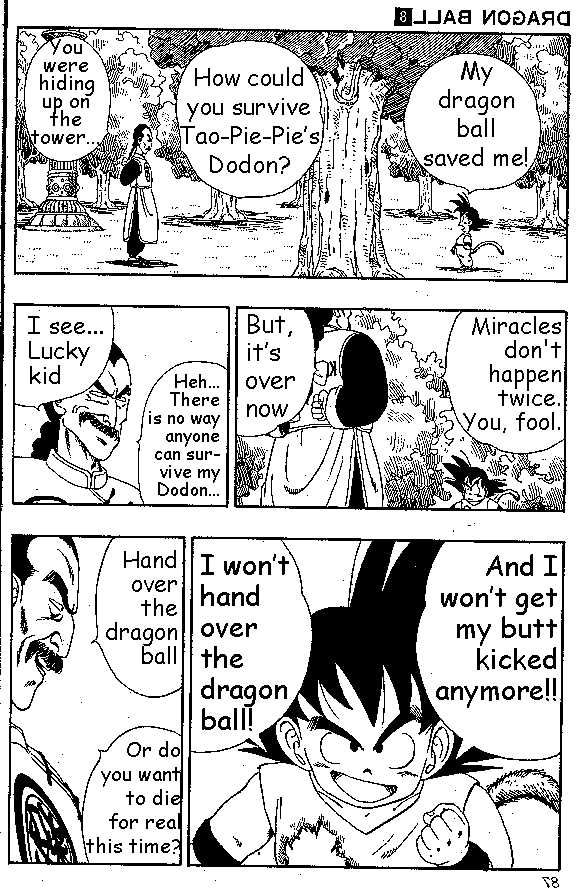 DRAGON BALL 8
You
were
hiding
up on
the
tower...
How could
you survive
Tao-Pie-Pie's
Dodon?
My
dragon
ball
saved me!
I see...
Lucky
kid
Heh...
There
is no way
anyone
can sur-
vive my
Dodon...
But,
it's
over
now
Miracles
don't
happen
twice.
You, fool.
Hand
over
the
dragon
ball
Or do
you want
to die
for real
this time?
I won't
hand
over
the
dragon
ball!
And I
won't get
my butt
kicked
anymore!!
87